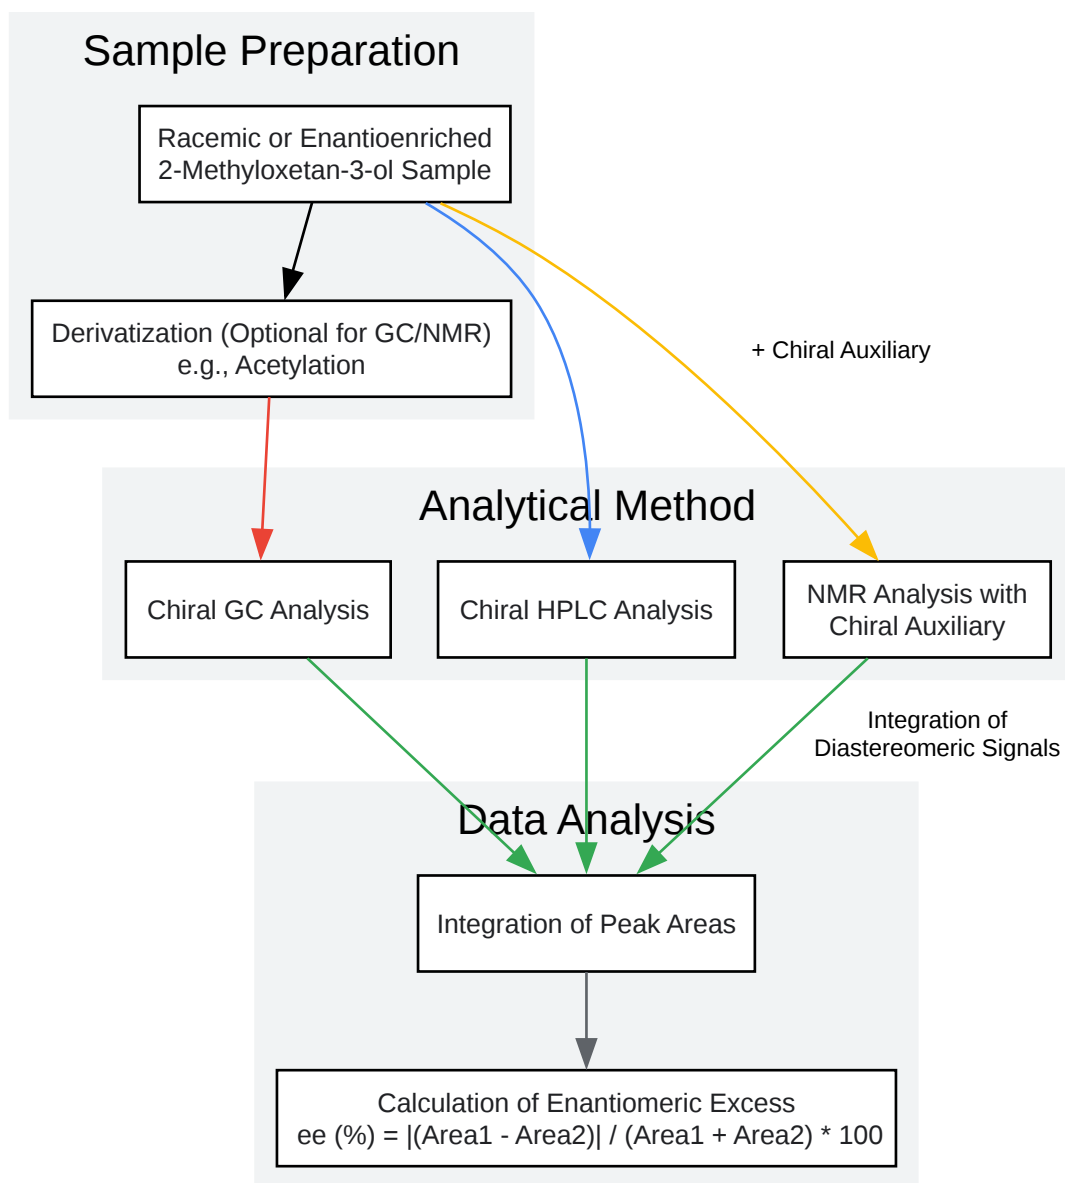 Sample Preparation
Racemic or Enantioenriched
2-Methyloxetan-3-ol Sample
Derivatization (Optional for GC/NMR)
e.g., Acetylation
+ Chiral Auxiliary
Analytical Method
Chiral GC Analysis
Chiral HPLC Analysis
NMR Analysis with
Chiral Auxiliary
Integration of
Diastereomeric Signals
Data Analysis
Integration of Peak Areas
Calculation of Enantiomeric Excess
ee (%) = |(Area1 - Area2)| / (Area1 + Area2) * 100